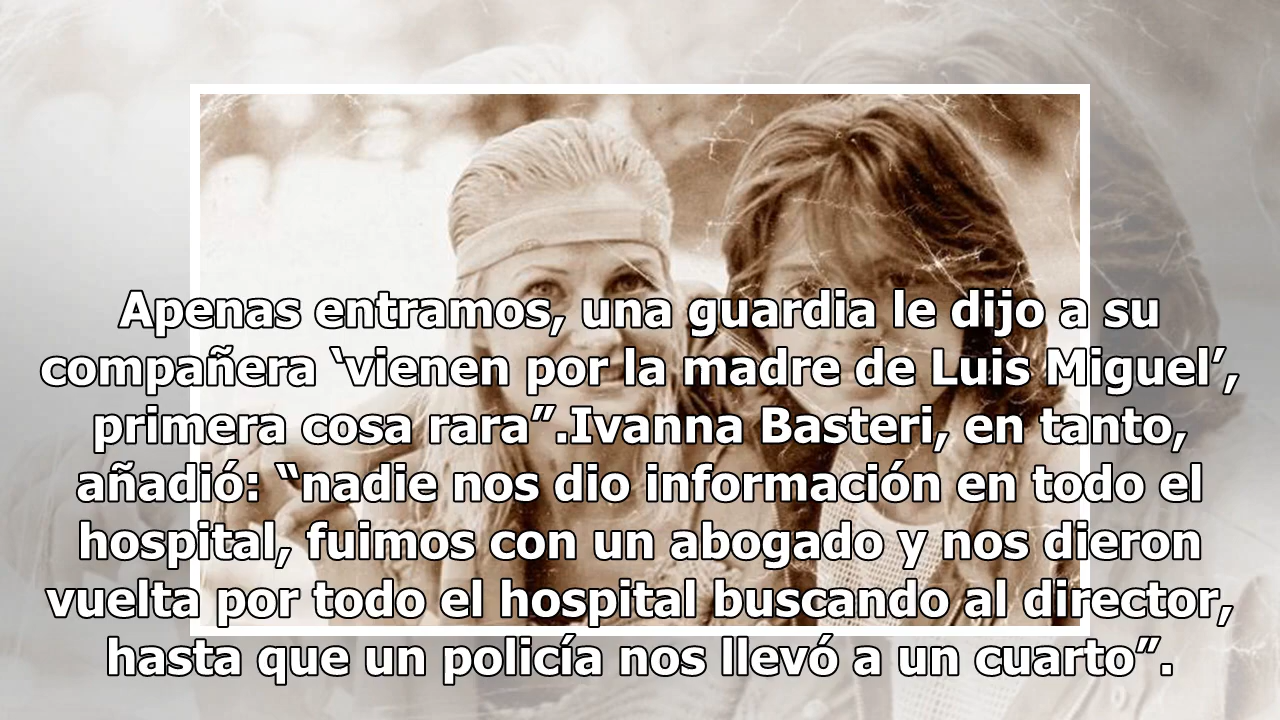 Apenas entramos, una guardia le dijo a su
compañera ‘vienen por la madre de Luis Miguel’,
primera cosa rara”.Ivanna Basteri, en tanto,
añadió: “nadie nos dio información en todo el
hospital, fuimos con un abogado y nos dieron
vuelta por todo el hospital buscando al director,
hasta que un policía nos llevó a un cuarto”.